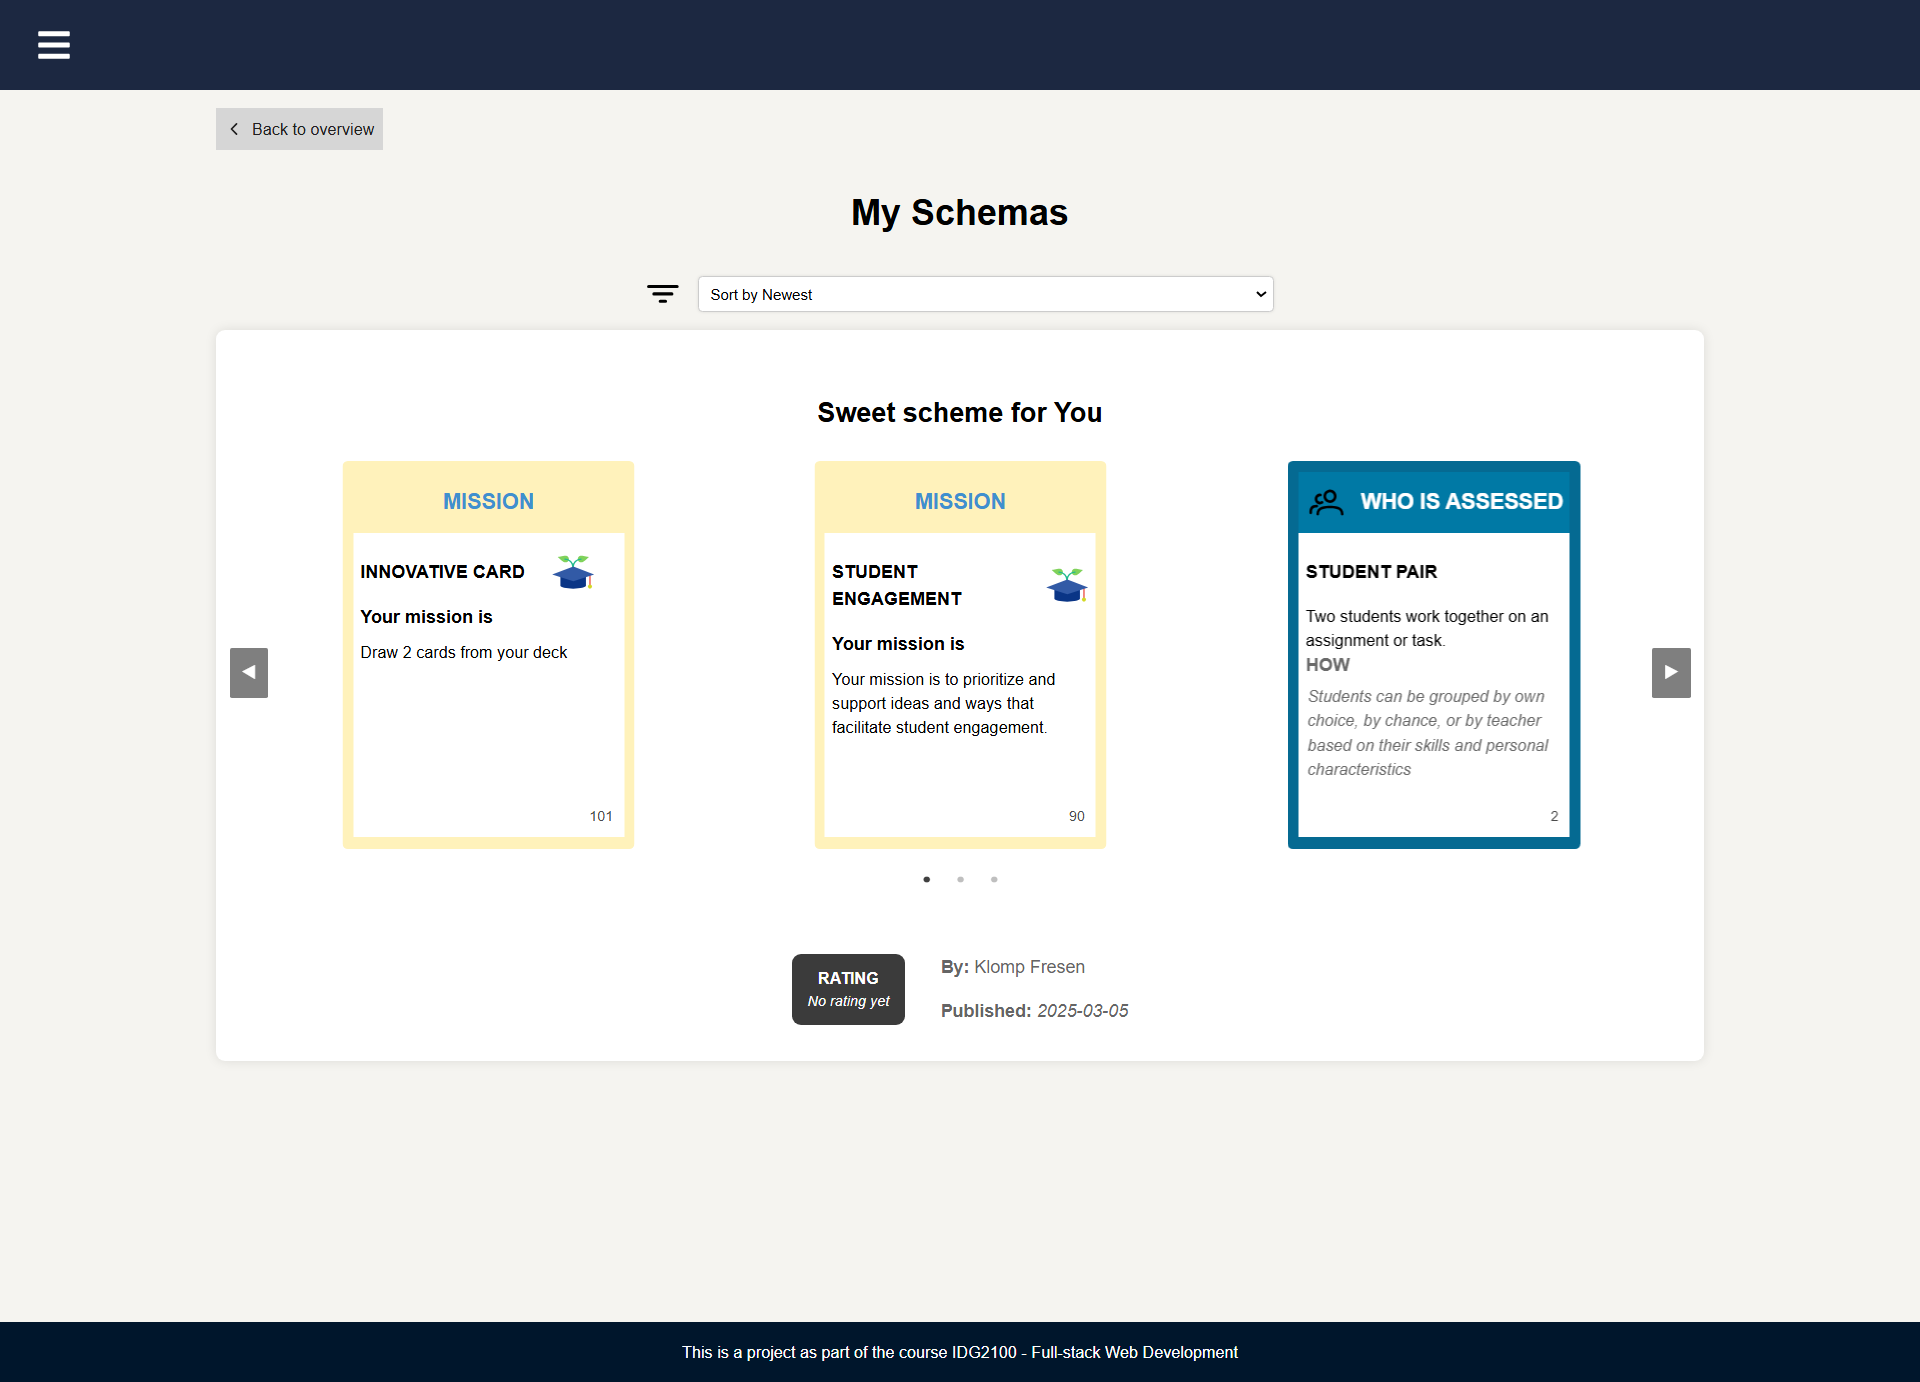 Back to overview
My Schemas
Sort by Newest
Sweet scheme for You
MISSION
INNOVATIVE CARD
Your mission is
Draw 2 cards from your deck
101
MISSION
STUDENT
ENGAGEMENT
Your mission is
Your mission is to prioritize and
support ideas and ways that
facilitate student engagement.
90
WHO IS ASSESSED
STUDENT PAIR
Two students work together on an
assignment or task.
HOW
Students can be grouped by own
choice, by chance, or by teacher
based on their skills and personal
characteristics
2
RATING
No rating yet
By: Klomp Fresen
Published: 2025-03-05
This is a project as part of the course IDG2100 - Full-stack Web Development